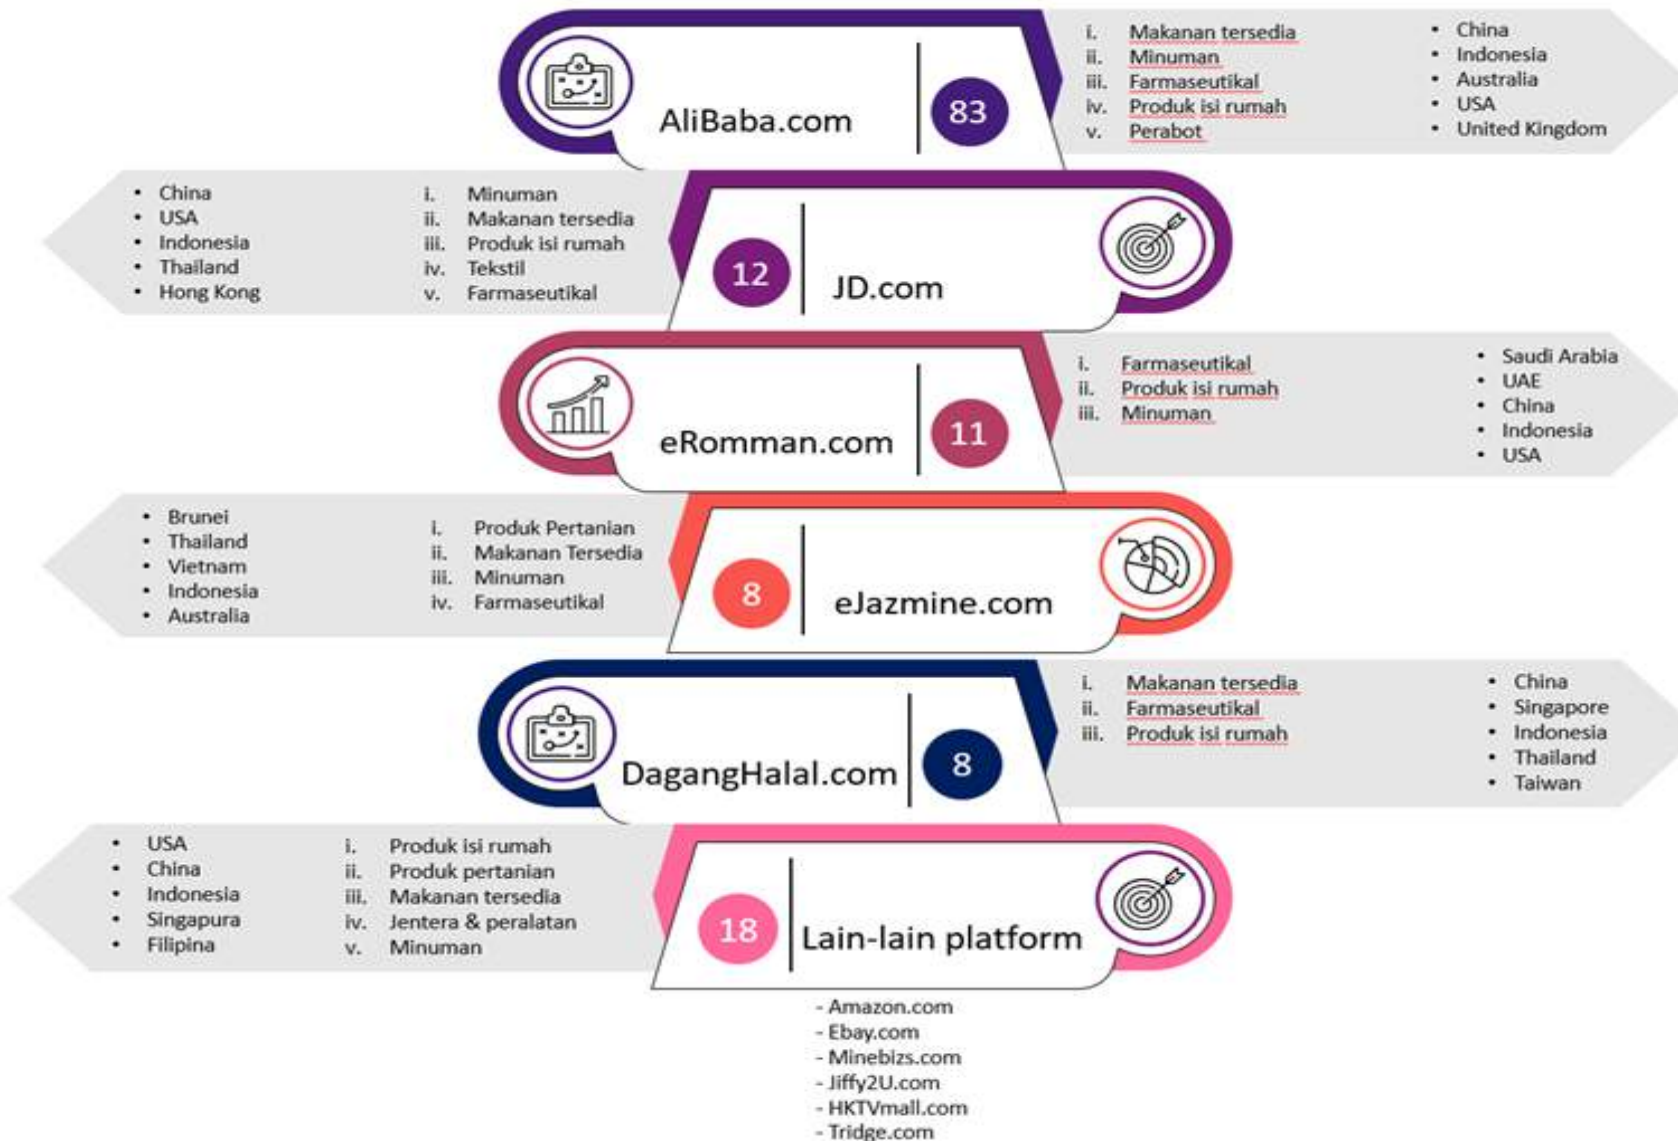 AliBaba.com
83
i. Makanan tersedia
ii. Minuman
iii. Farmaseutikal
iv. Produk isi rumah
v. Perabot
• China
• Indonesia
• Australia
• USA
• United Kingdom
• China
• USA
• Indonesia
• Thailand
• Hong Kong
i. Minuman
ii. Makanan tersedia
iii. Produk isi rumah
iv. Tekstil
v. Farmaseutikal
12
JD.com
eRomman.com
11
i. Farmaseutikal
ii. Produk isi rumah
iii. Minuman
• Saudi Arabia
• UAE
• China
• Indonesia
• USA
• Brunei
• Thailand
• Vietnam
• Indonesia
• Australia
i. Produk Pertanian
ii. Makanan Tersedia
iii. Minuman
iv. Farmaseutikal
8
eJazmine.com
DagangHalal.com
8
i. Makanan tersedia
ii. Farmaseutikal
iii. Produk isi rumah
• China
• Singapore
• Indonesia
• Thailand
• Taiwan
• USA
• China
• Indonesia
• Singapura
• Filipina
i. Produk isi rumah
ii. Produk pertanian
iii. Makanan tersedia
iv. Jentera & peralatan
v. Minuman
18
Lain-lain platform
- Amazon.com
- Ebay.com
- Minebizs.com
- Jiffy2U.com
- HKTVmall.com
- Tridge.com